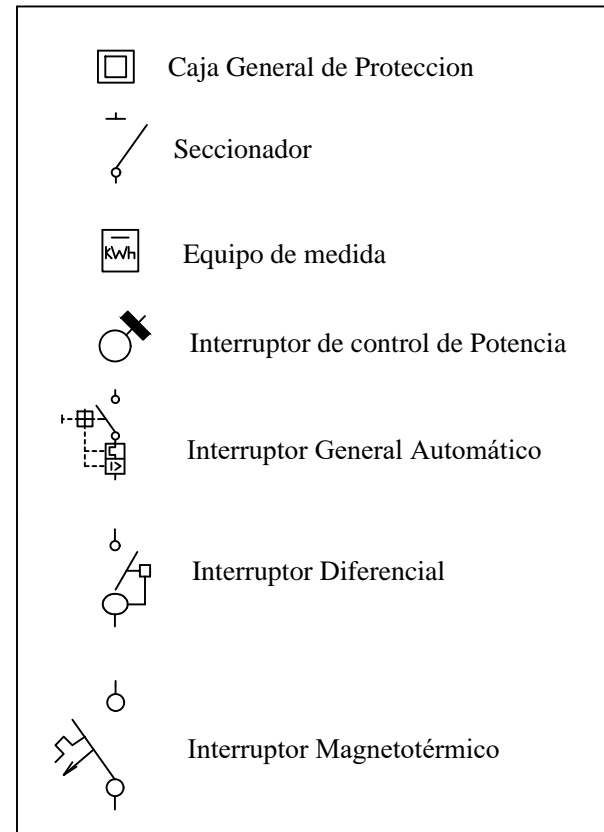 Caja General de Proteccion
Seccionador
kWh
Equipo de medida
Interruptor de control de Potencia
I>
Interruptor General Automático
Interruptor Diferencial
Interruptor Magnetotérmico